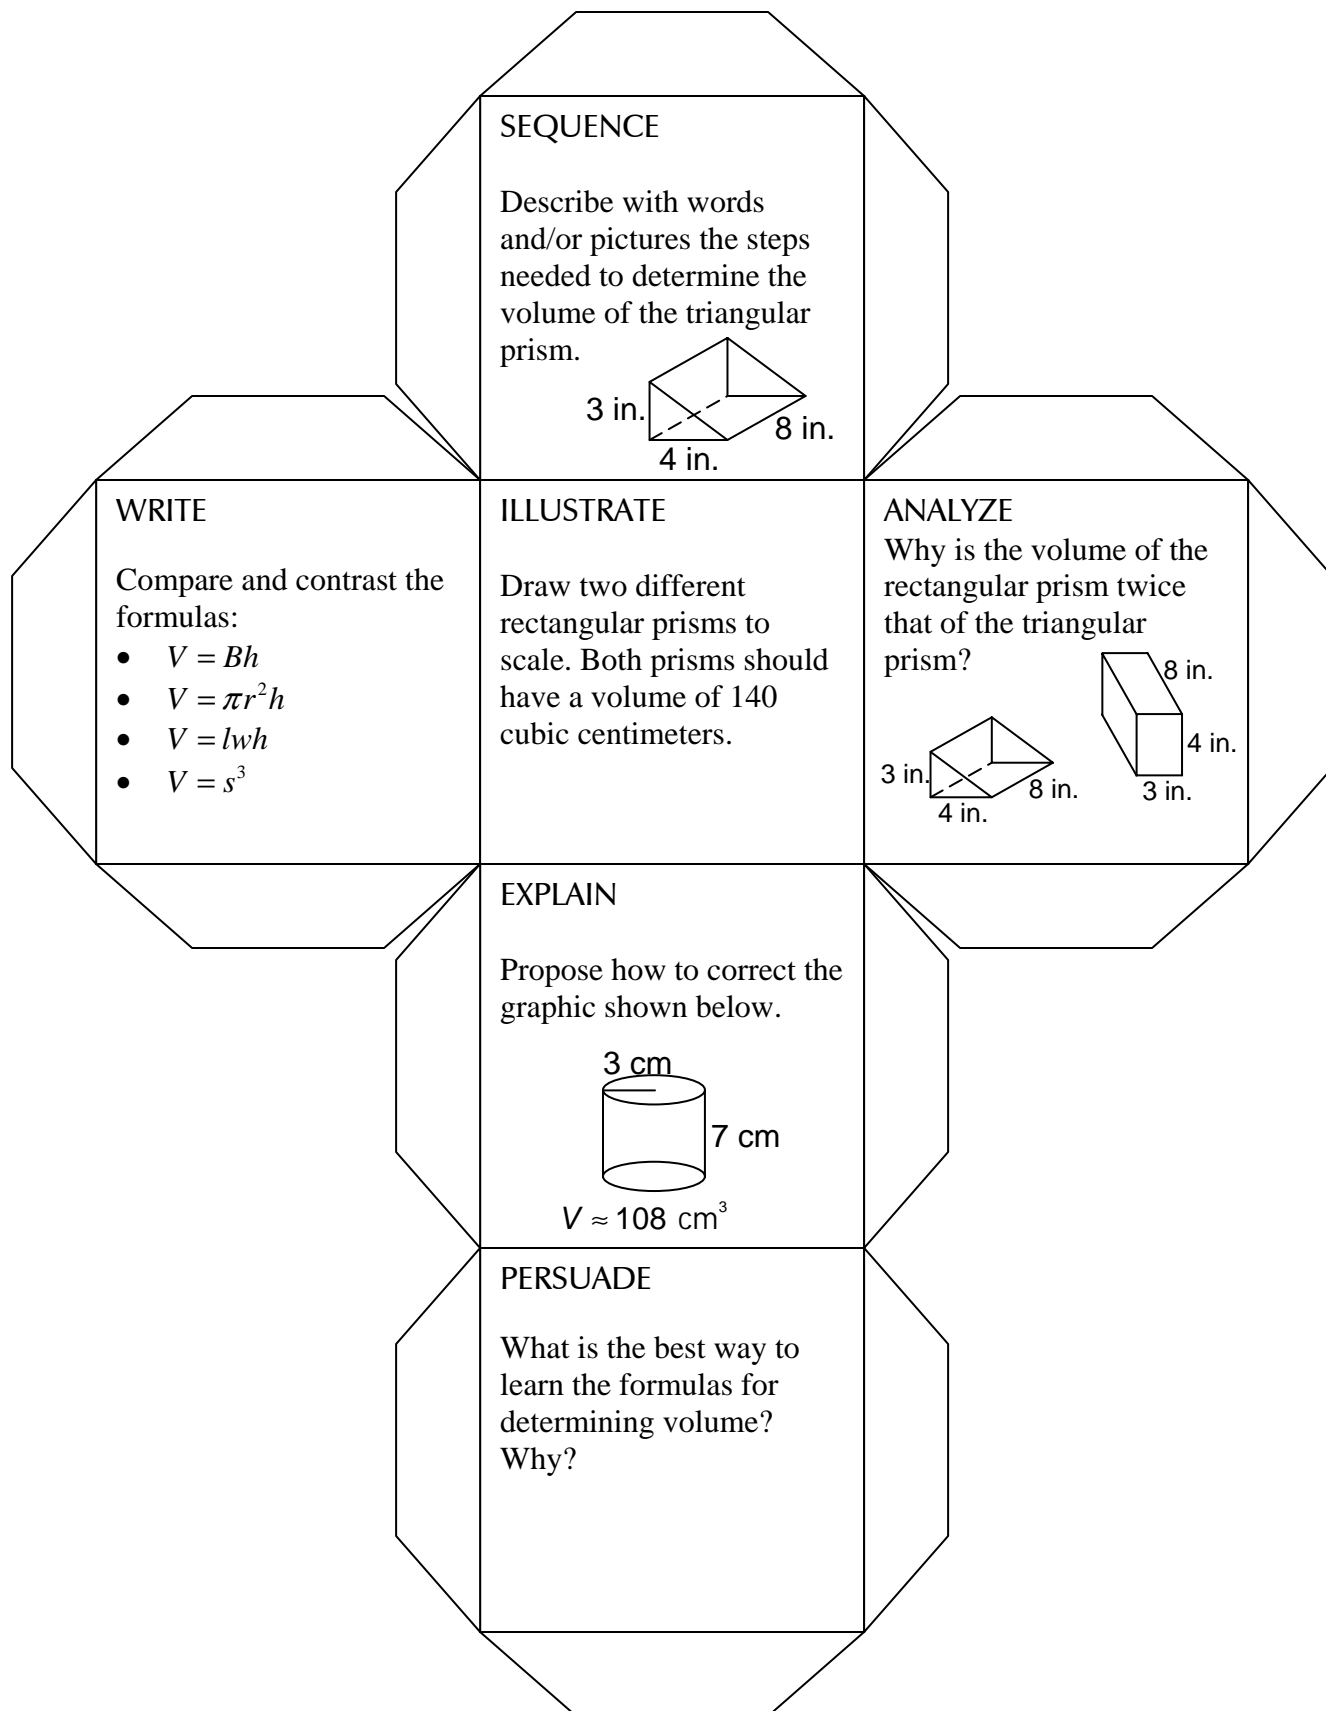 SEQUENCE
Describe with words
and/or pictures the steps
needed to determine the
volume of the triangular
prism.
3 in.
8 in.
4 in.
WRITE
Compare and contrast the
formulas:
• V = Bh
• V = πr²h
• V = lwh
• V = s³
ILLUSTRATE
Draw two different
rectangular prisms to
scale. Both prisms should
have a volume of 140
cubic centimeters.
ANALYZE
Why is the volume of the
rectangular prism twice
that of the triangular
prism?
8 in.
4 in.
3 in.
3 in.
8 in.
4 in.
EXPLAIN
Propose how to correct the
graphic shown below.
3 cm
7 cm
V ≈ 108 cm³
PERSUADE
What is the best way to
learn the formulas for
determining volume?
Why?